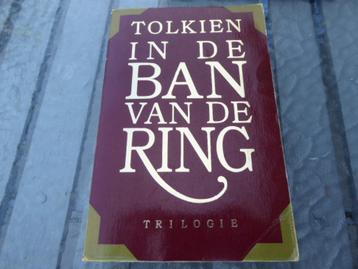 TOLKIEN
IN DE
BAN
VAN DE
RING
TRILOGIE